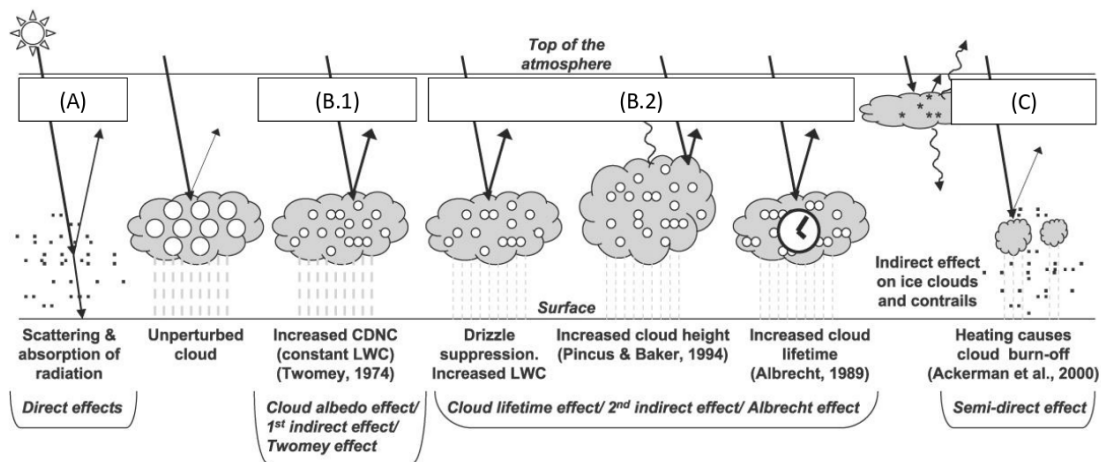 Top of the
atmosphere
(A)
(B.1)
(B.2)
(C)
Indirect effect
on ice clouds
and contrails
Surface
Scattering &
absorption of
radiation
Unperturbed
cloud
Increased CDNC
(constant LWC)
(Twomey, 1974)
Drizzle
suppression.
Increased LWC
Increased cloud height
(Pincus & Baker, 1994)
Increased cloud
lifetime
(Albrecht, 1989)
Heating causes
cloud burn-off
(Ackerman et al., 2000)
Direct effects
Cloud albedo effect/
1st indirect effect/
Twomey effect
Cloud lifetime effect/ 2nd indirect effect/ Albrecht effect
Semi-direct effect